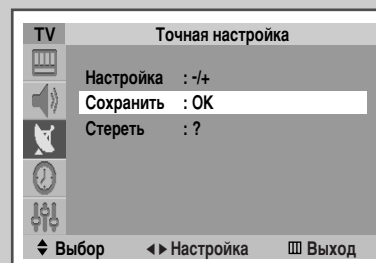 TV Точная настройка
Настройка : -/+
Сохранить : OK
Стереть : ?
Выбор Настройка Выход